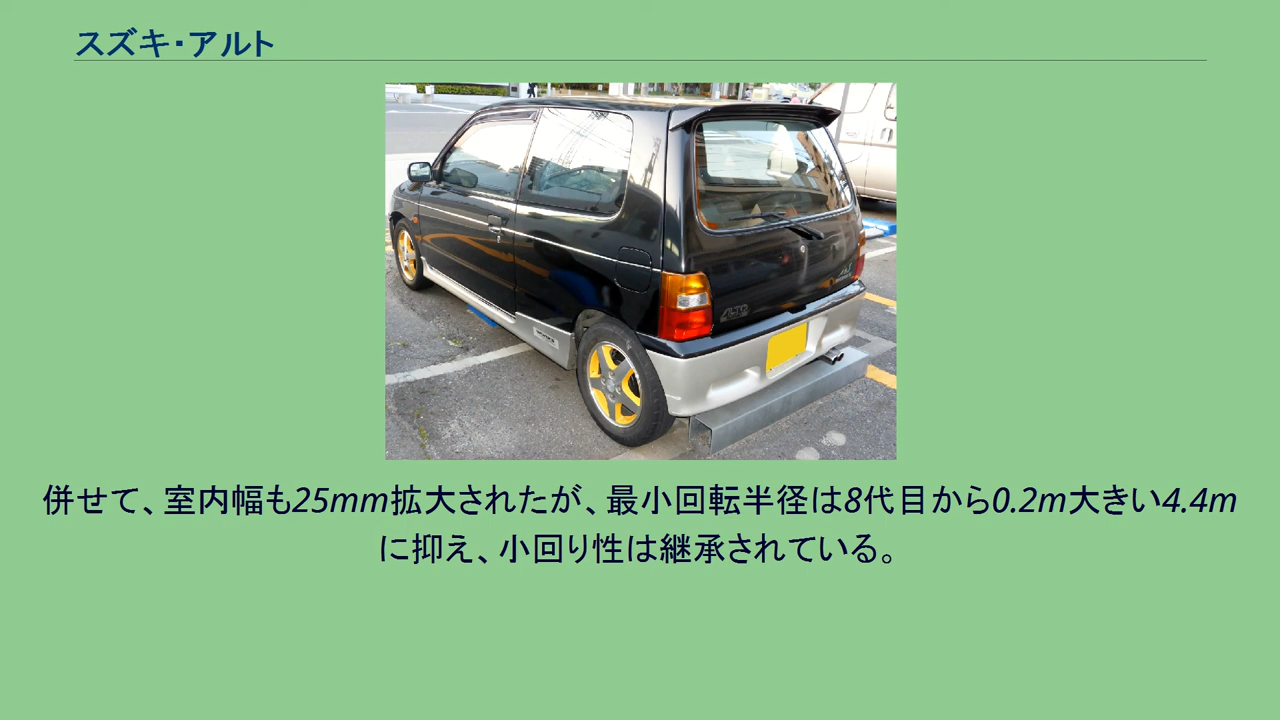 スズキ・アルト
ALTO
併せて、室内幅も25mm拡大されたが、最小回転半径は8代目から0.2m大きい4.4m
に抑え、小回り性は継承されている。